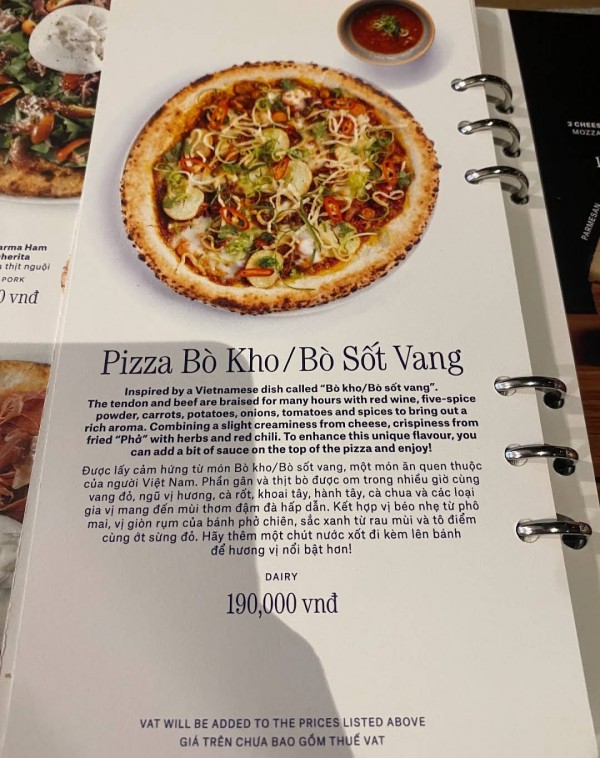 Pizza Bò Kho/Bò Sốt Vang
Inspired by a Vietnamese dish called "Bò kho/Bò sốt vang".
The tendon and beef are braised for many hours with red wine, five-spice
powder, carrots, potatoes, onions, tomatoes and spices to bring out a
rich aroma. Combining a slight creaminess from cheese, crispiness from
fried "Phở" with herbs and red chili. To enhance this unique flavour, you
can add a bit of sauce on the top of the pizza and enjoy!
Được lấy cảm hứng từ món Bò kho/Bò sốt vang, một món ăn quen thuộc
của người Việt Nam. Phần gân và thịt bò được om trong nhiều giờ cùng
vang đỏ, ngũ vị hương, cà rốt, khoai tây, hành tây, cà chua và các loại
gia vị mang đến mùi thơm đậm đà hấp dẫn. Kết hợp vị béo nhẹ từ phô
mai, vị giòn rụm của bánh phở chiên, sắc xanh từ rau mùi và tô điểm
cùng ớt sừng đỏ. Hãy thêm một chút nước xốt đi kèm lên bánh
để hương vị nổi bật hơn!
DAIRY
190,000 vnđ
VAT WILL BE ADDED TO THE PRICES LISTED ABOVE
GIÁ TRÊN CHƯA BAO GỒM THUẾ VAT
Ham
thịt nguội
PORK
vnđ
3
PARMESAN